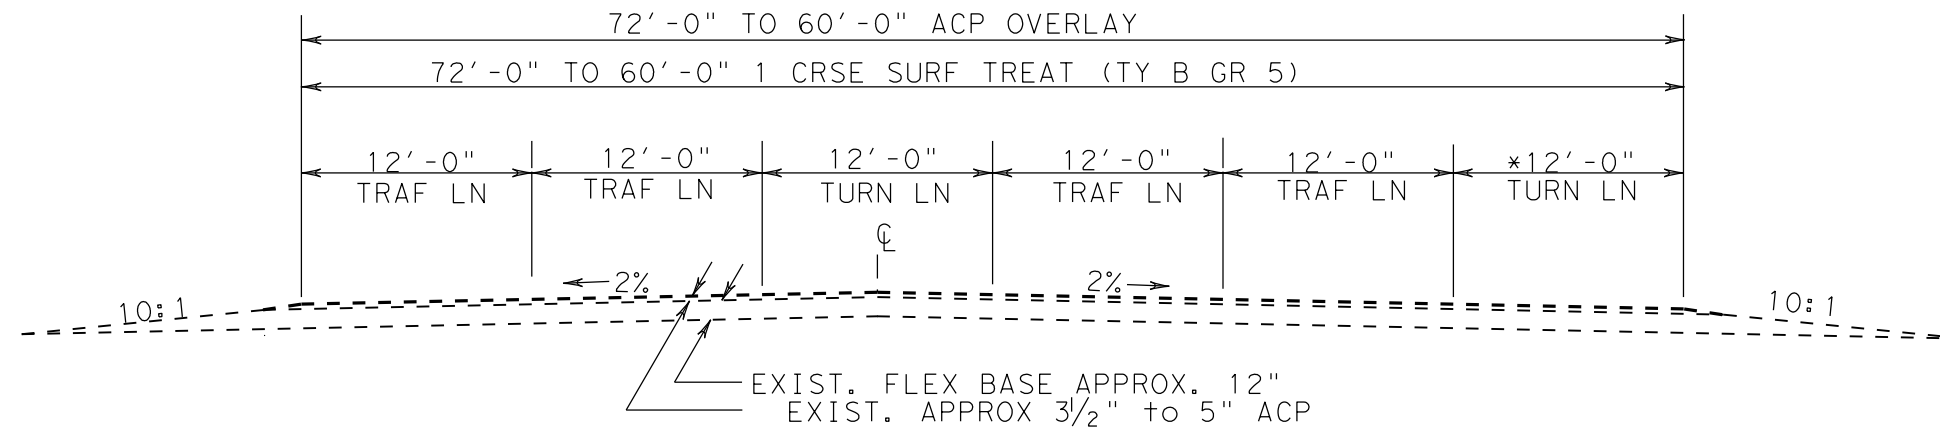 72'-0" TO 60'-0" ACP OVERLAY
72'-0" TO 60'-0" 1 CRSE SURF TREAT (TY B GR 5)
12'-0" TRAF LN
12'-0" TRAF LN
12'-0" TURN LN
12'-0" TRAF LN
12'-0" TRAF LN
*12'-0" TURN LN
℄
2%
2%
10:1
10:1
EXIST. FLEX BASE APPROX. 12"
EXIST. APPROX 3½" to 5" ACP